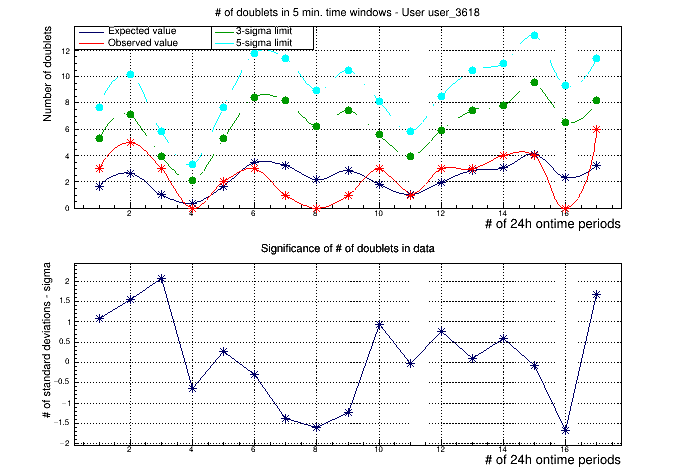 # of doublets in 5 min. time windows - User user_3618
Number of doublets
Expected value
Observed value
3-sigma limit
5-sigma limit
12
10
8
6
4
2
0
2 4 6 8 10 12 14 16
# of 24h ontime periods
Significance of # of doublets in data
# of standard deviations - sigma
2
1.5
1
0.5
0
−0.5
−1
−1.5
−2
2 4 6 8 10 12 14 16
# of 24h ontime periods